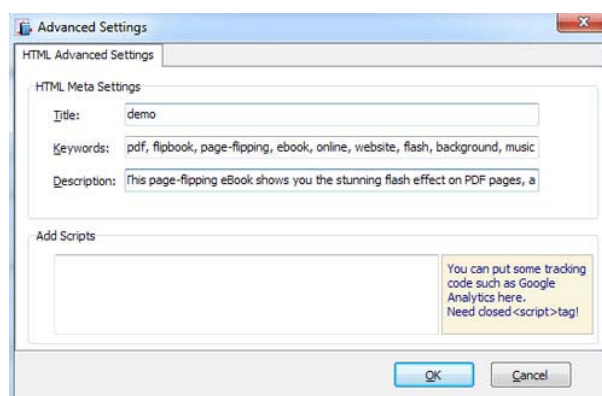 Advanced Settings
HTML Advanced Settings
HTML Meta Settings
Title: demo
Keywords: pdf, flipbook, page-flipping, ebook, online, website, flash, background, music
Description: This page-flipping eBook shows you the stunning flash effect on PDF pages, a
Add Scripts
You can put some tracking
code such as Google
Analytics here.
Need closed<script>tag!
OK Cancel